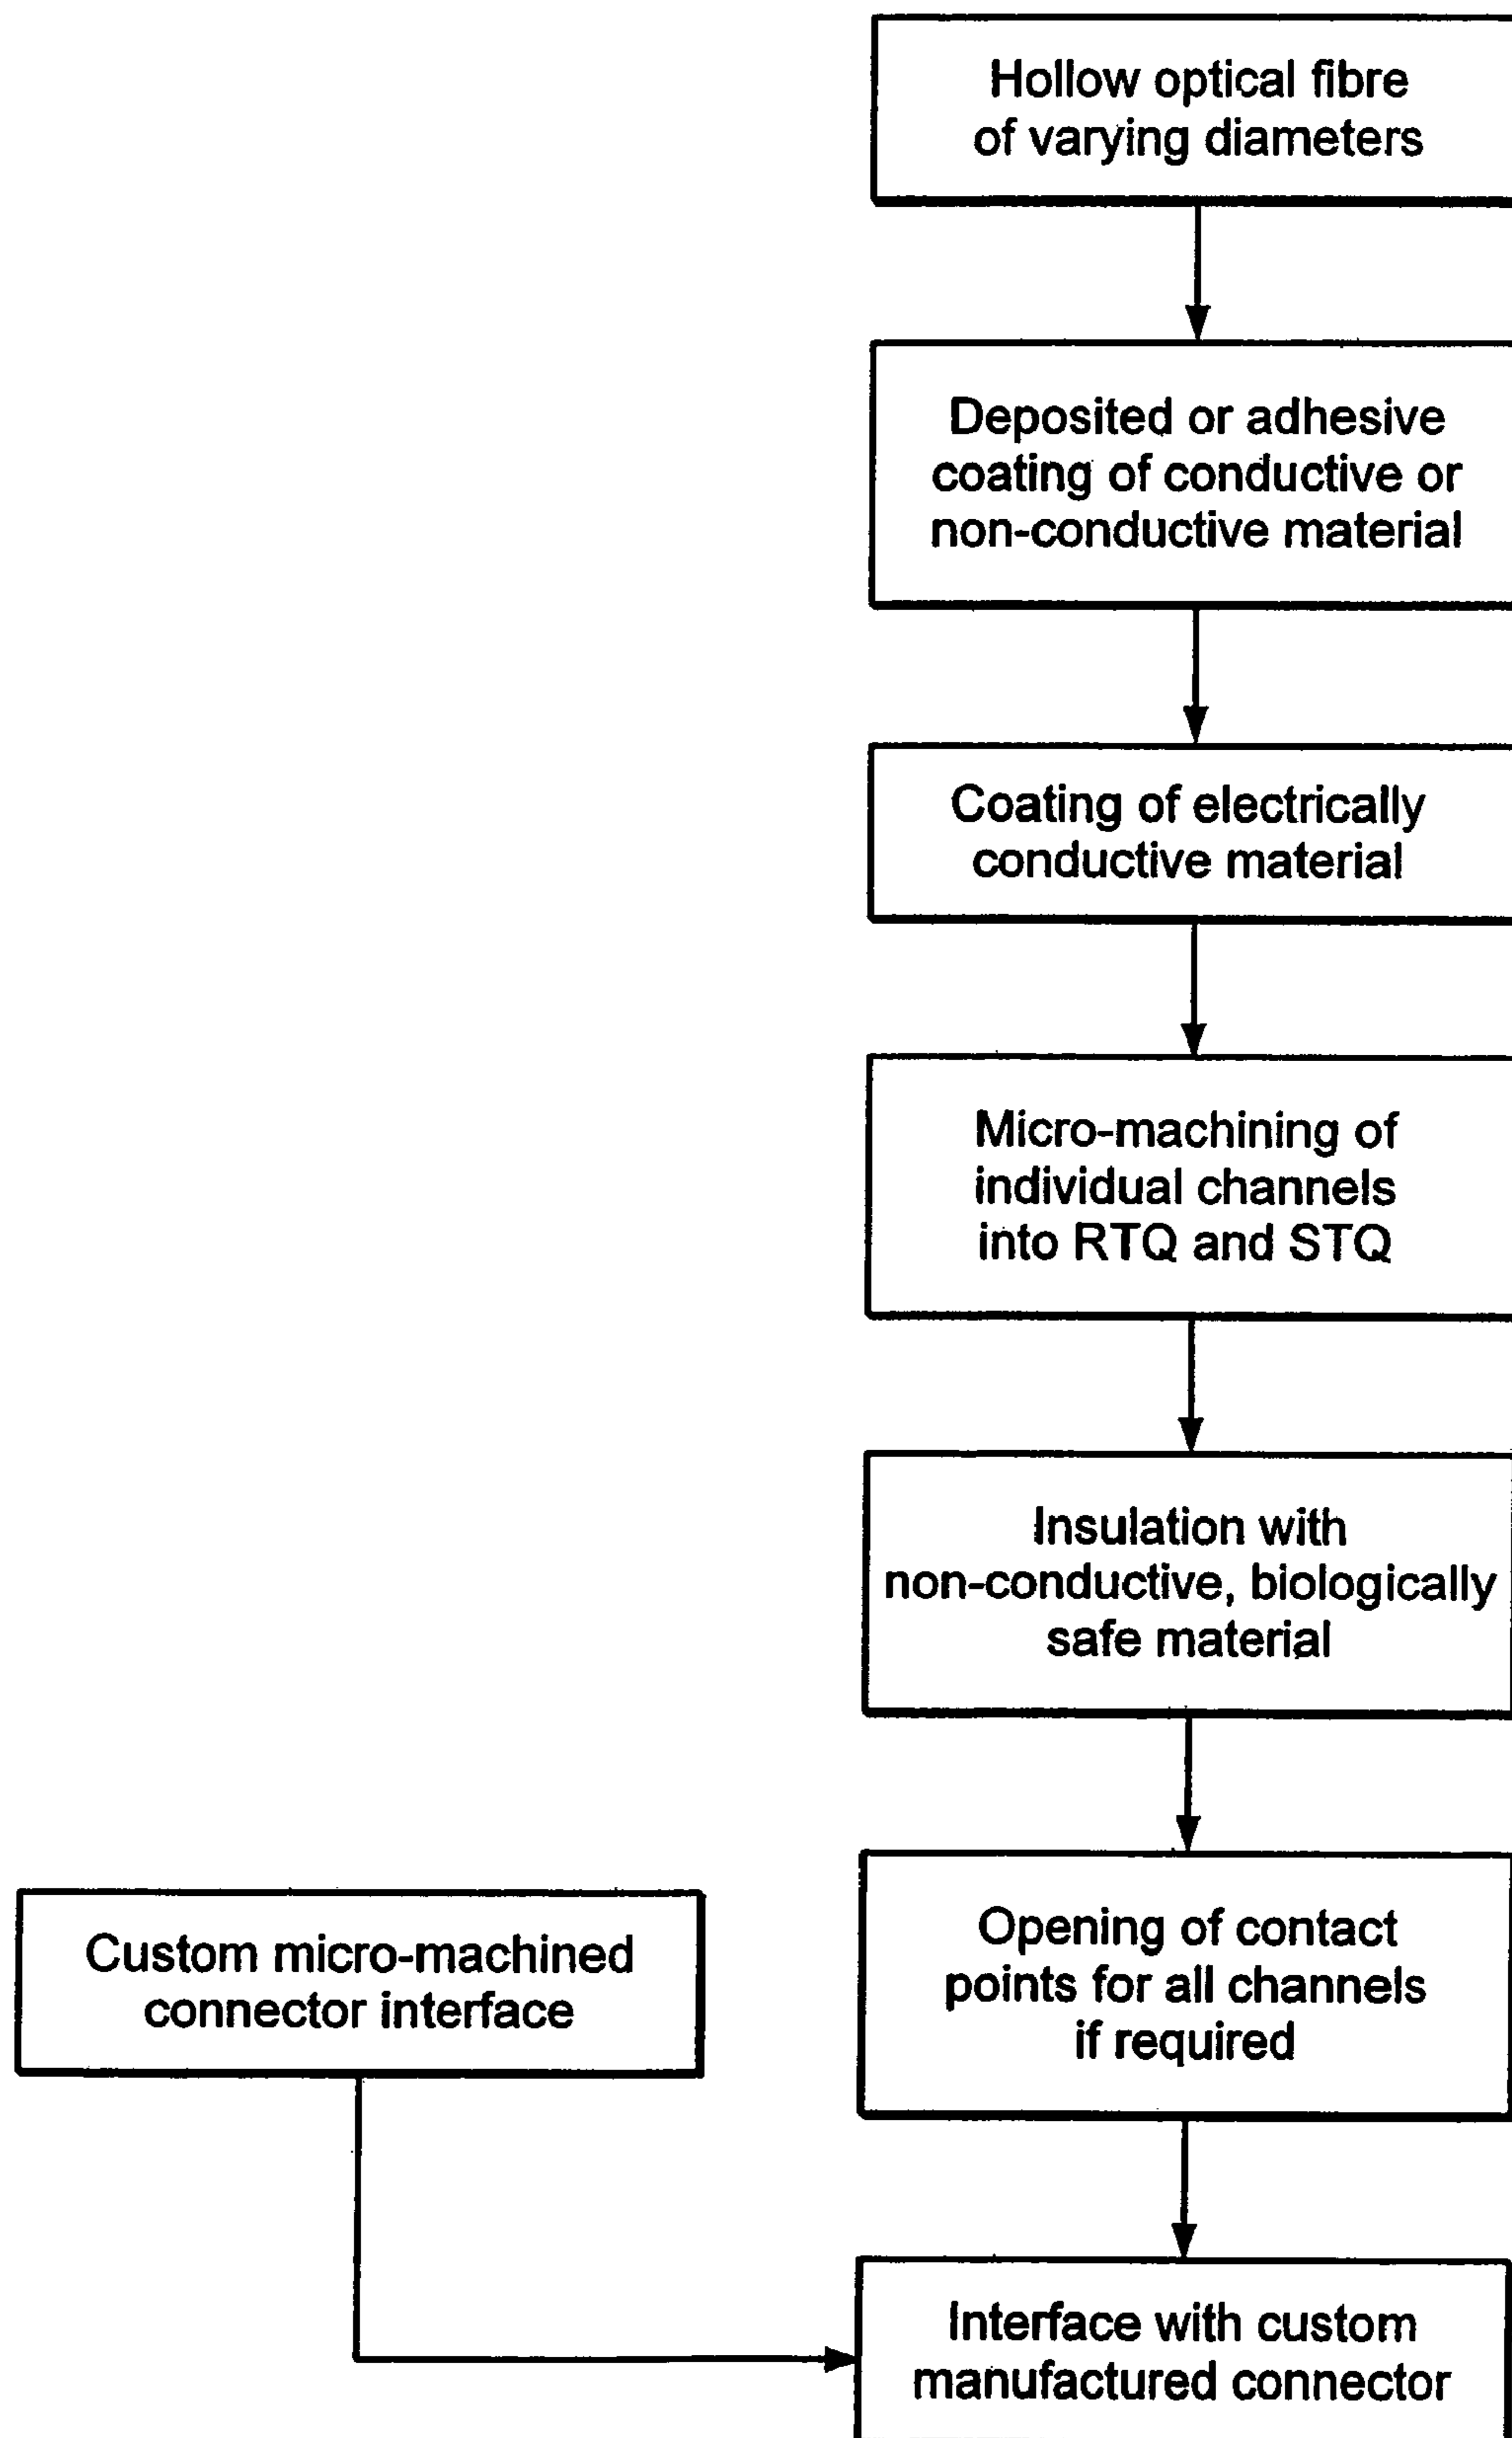 Hollow optical fibre
of varying diameters
Deposited or adhesive
coating of conductive or
non-conductive material
Coating of electrically
conductive material
Micro-machining of
individual channels
into RTQ and STQ
Insulation with
non-conductive, biologically
safe material
Opening of contact
points for all channels
if required
Custom micro-machined
connector interface
Interface with custom
manufactured connector